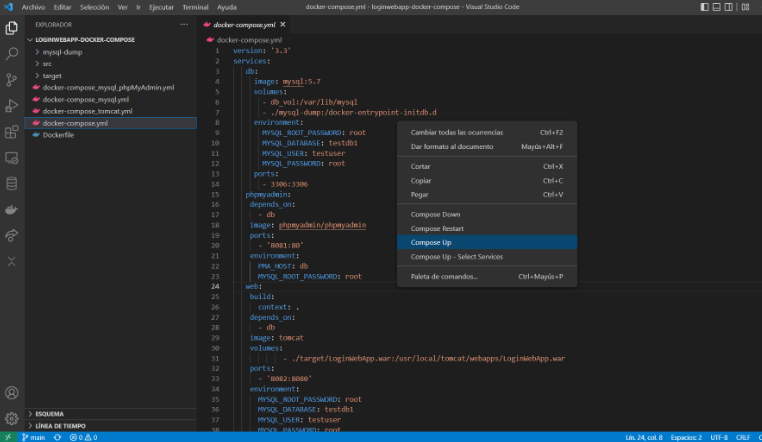 Archivo Editar Selección Ver Ir Ejecutar Terminal Ayuda
docker-compose.yml - loginwebapp-docker-compose - Visual Studio Code
EXPLORADOR ...
LOGINWEBAPP-DOCKER-COMPOSE
mysql-dump
src
target
docker-compose_mysql_phpMyAdmin.yml
docker-compose_mysql.yml
docker-compose_tomcat.yml
docker-compose.yml
Dockerfile
ESQUEMA
LÍNEA DE TIEMPO
docker-compose.yml
docker-compose.yml
1 version: '3.3'
2 services:
3 db:
4 image: mysql:5.7
5 volumes:
6 - db_vol:/var/lib/mysql
7 - ./mysql-dump:/docker-entrypoint-initdb.d
8 environment:
9 MYSQL_ROOT_PASSWORD: root
10 MYSQL_DATABASE: testdb1
11 MYSQL_USER: testuser
12 MYSQL_PASSWORD: root
13 ports:
14 - 3306:3306
15 phpmyadmin:
16 depends_on:
17 - db
18 image: phpmyadmin/phpmyadmin
19 ports:
20 - '8081:80'
21 environment:
22 PMA_HOST: db
23 MYSQL_ROOT_PASSWORD: root
24 web:
25 build:
26 context: .
27 depends_on:
28 - db
29 image: tomcat
30 volumes:
31 - ./target/LoginWebApp.war:/usr/local/tomcat/webapps/LoginWebApp.war
32 ports:
33 - '8082:8080'
34 environment:
35 MYSQL_ROOT_PASSWORD: root
36 MYSQL_DATABASE: testdb1
37 MYSQL_USER: testuser
38 MYSQL_PASSWORD: root
Cambiar todas las ocurrencias Ctrl+F2
Dar formato al documento Mayús+Alt+F
Cortar Ctrl+X
Copiar Ctrl+C
Pegar Ctrl+V
Compose Down
Compose Restart
Compose Up
Compose Up - Select Services
Paleta de comandos... Ctrl+Mayús+P
main 0 0
Lín. 24, col. 8 Espacios: 2 UTF-8 CRLF